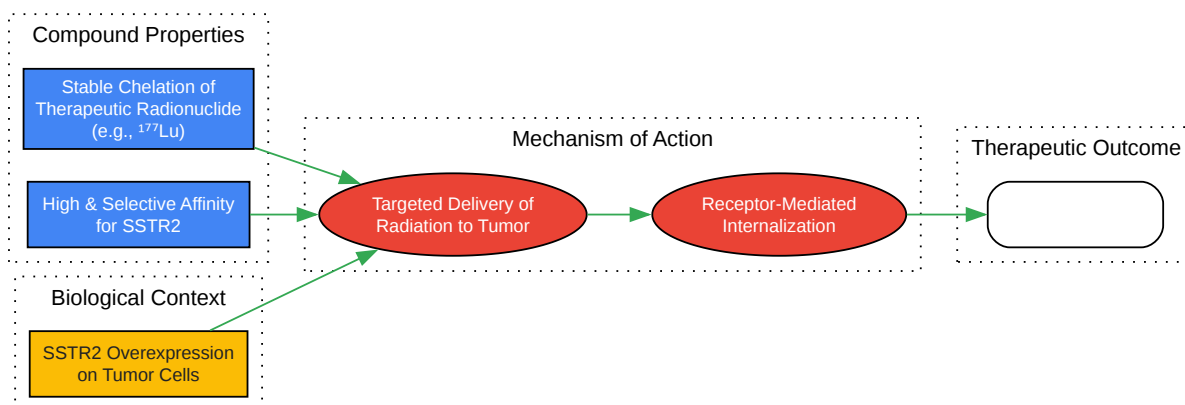 Compound Properties
Stable Chelation of
Therapeutic Radionuclide
(e.g., ¹⁷⁷Lu)
High & Selective Affinity
for SSTR2
Biological Context
SSTR2 Overexpression
on Tumor Cells
Mechanism of Action
Targeted Delivery of
Radiation to Tumor
Receptor-Mediated
Internalization
Therapeutic Outcome